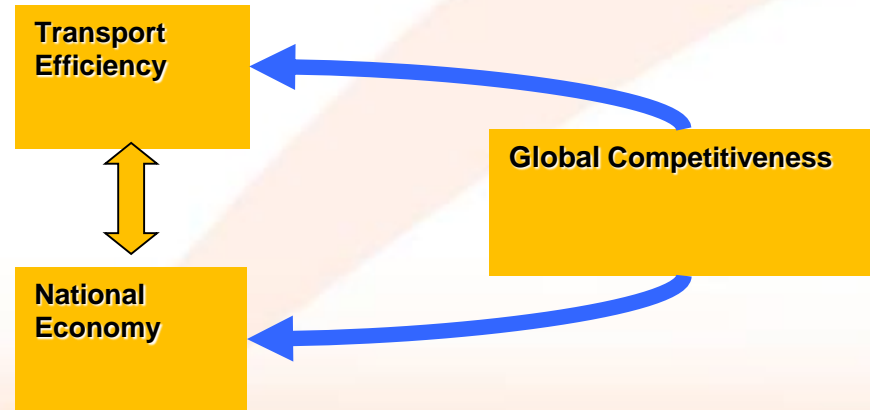 Transport
Efficiency
Global Competitiveness
National
Economy